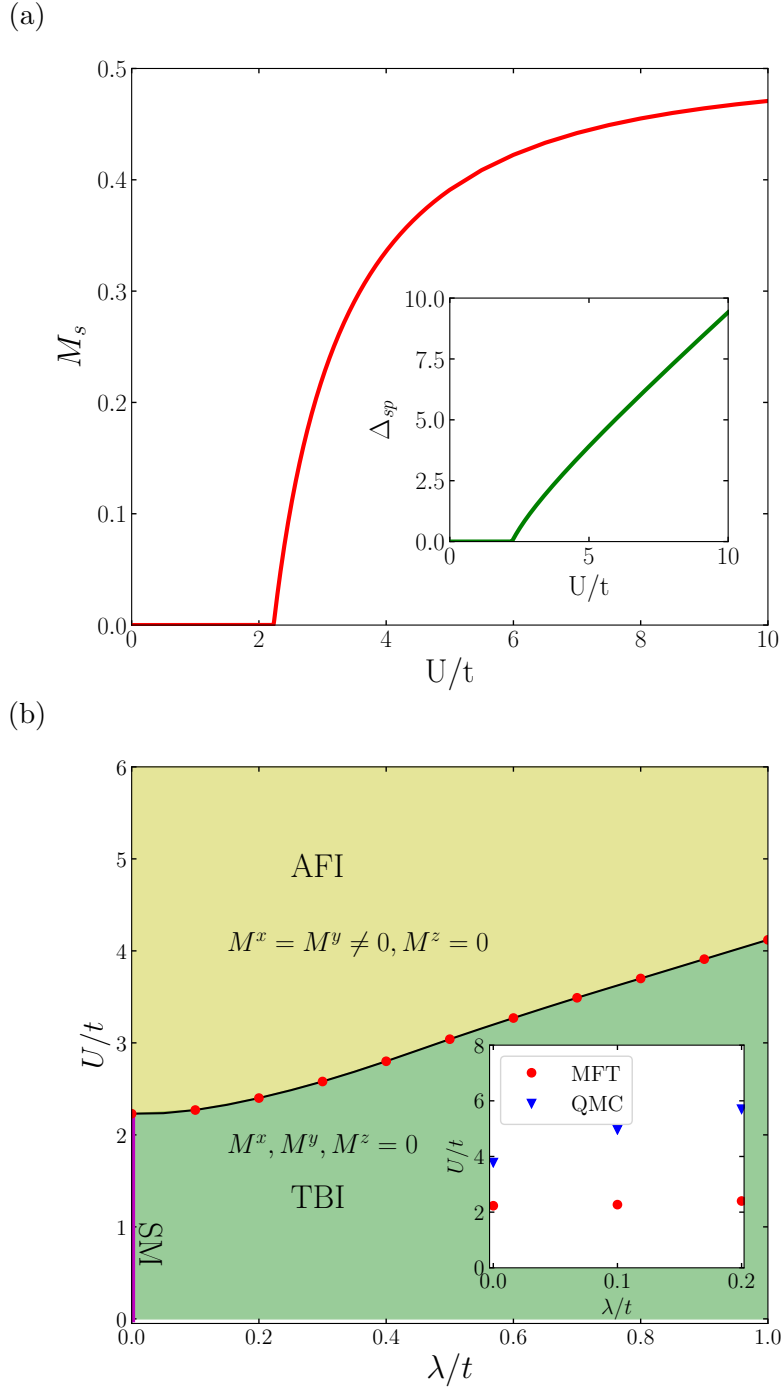 (a)
0.5
0.4
0.3
0.2
0.1
0.0
M_s
0 2 4 6 8 10
U/t
10.0
7.5
5.0
2.5
0.0
Δ_{sp}
0 5 10
U/t
(b)
6
5
4
3
2
1
0
U/t
AFI
M^x = M^y ≠ 0, M^z = 0
M^x, M^y, M^z = 0
TBI
SM
0.0 0.2 0.4 0.6 0.8 1.0
λ/t
8
6
4
2
0
U/t
MFT
QMC
0.0 0.1 0.2
λ/t